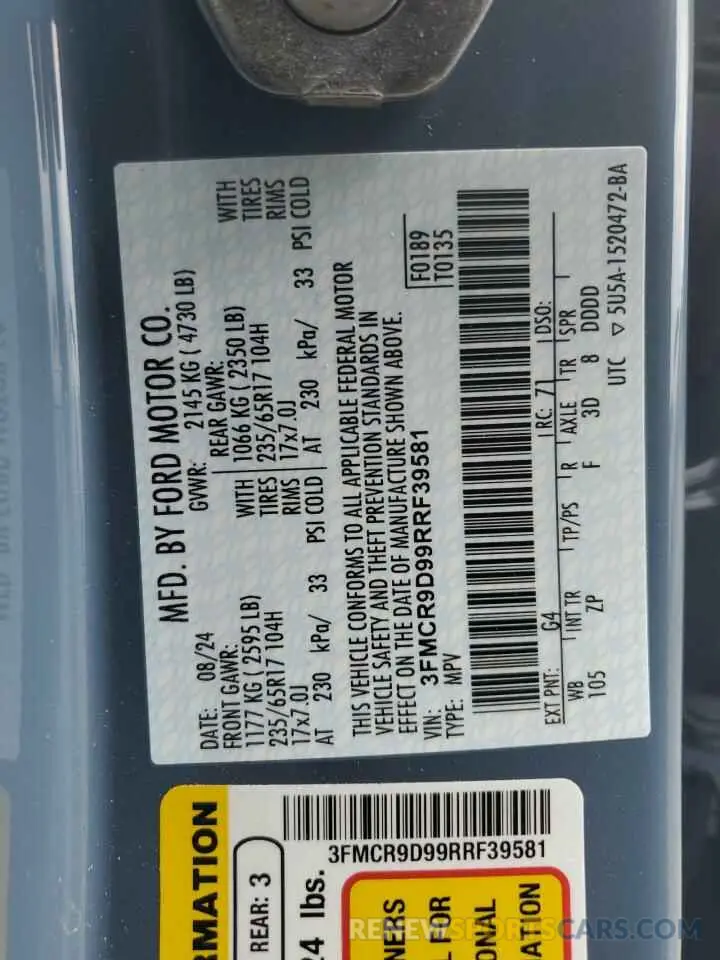 MFD. BY FORD MOTOR CO.
DATE: 08/24 GVWR: 2145 KG ( 4730 LB)
FRONT GAWR: REAR GAWR:
1177 KG ( 2595 LB) WITH 1066 KG ( 2350 LB) WITH
235/65R17 104H TIRES 235/65R17 104H TIRES
17x7.0J RIMS 17x7.0J RIMS
AT 230 kPa/ 33 PSI COLD AT 230 kPa/ 33 PSI COLD
THIS VEHICLE CONFORMS TO ALL APPLICABLE FEDERAL MOTOR
VEHICLE SAFETY AND THEFT PREVENTION STANDARDS IN
EFFECT ON THE DATE OF MANUFACTURE SHOWN ABOVE.
VIN: 3FMCR9D99RRF39581 F0189
TYPE: MPV T0135
EXT PNT: G4 RC: 71 DSO:
WB INT TR TP/PS R AXLE TR SPR
105 ZP F 3D 8 DDDD
UTC ▽ 5U5A-1520472-BA
RMATION
REAR: 3
24 lbs.
3FMCR9D99RRF39581
NERS
L FOR
ONAL
ATION
RENEWSPORTSCARS.COM